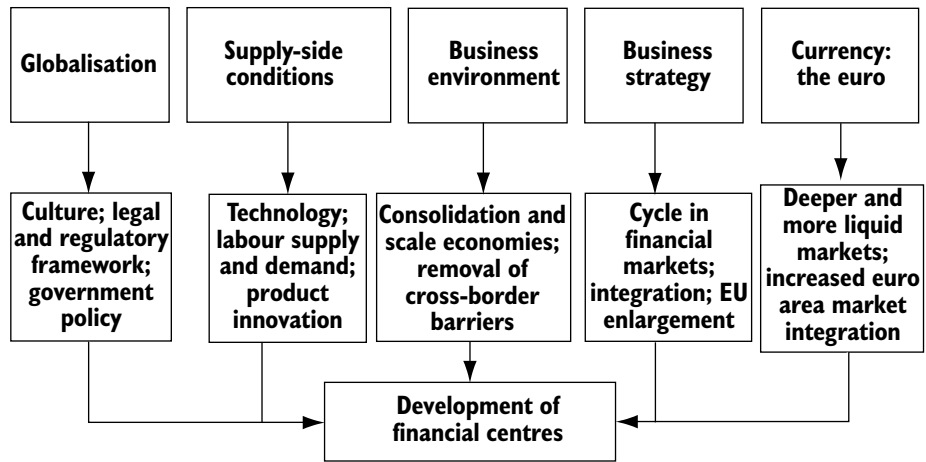 Globalisation
Supply-side
conditions
Business
environment
Business
strategy
Currency:
the euro
Culture; legal
and regulatory
framework;
government
policy
Technology;
labour supply
and demand;
product
innovation
Consolidation and
scale economies;
removal of
cross-border
barriers
Cycle in
financial
markets;
integration; EU
enlargement
Deeper and
more liquid
markets;
increased euro
area market
integration
Development of
financial centres